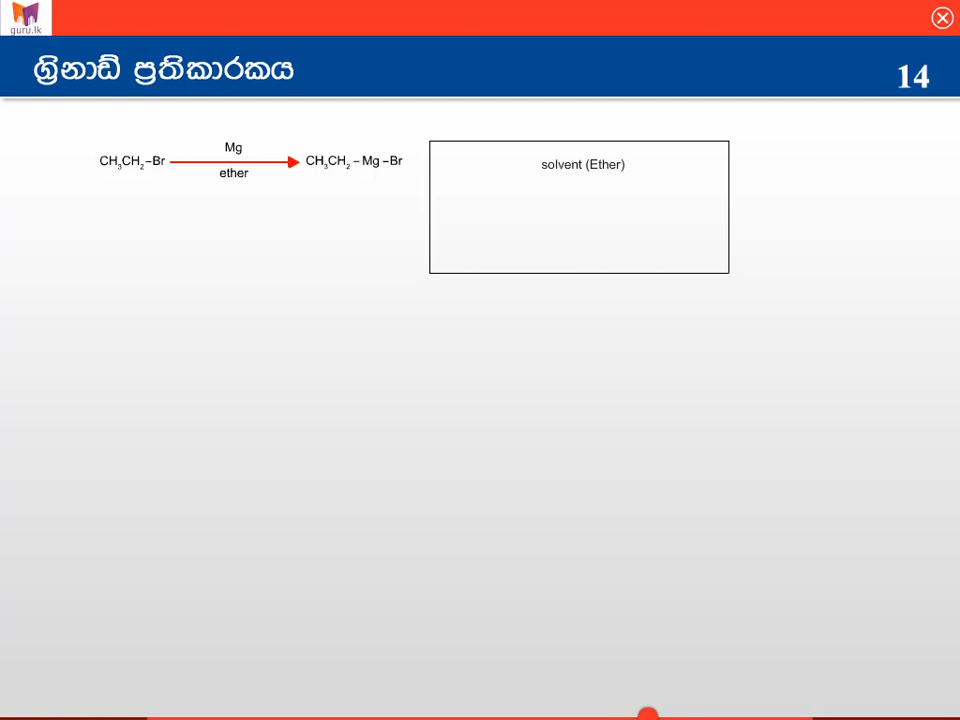 guru.lk
ග්‍රිනාඩ් ප්‍රතිකාරකය
14
Mg
CH₃CH₂–Br
CH₃CH₂ – Mg –Br
ether
solvent (Ether)